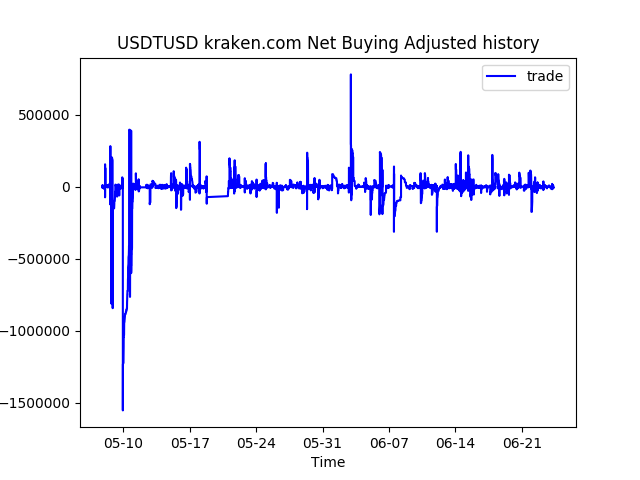 USDTUSD kraken.com Net Buying Adjusted history
trade
500000
0
−500000
−1000000
−1500000
05-10 05-17 05-24 05-31 06-07 06-14 06-21
Time